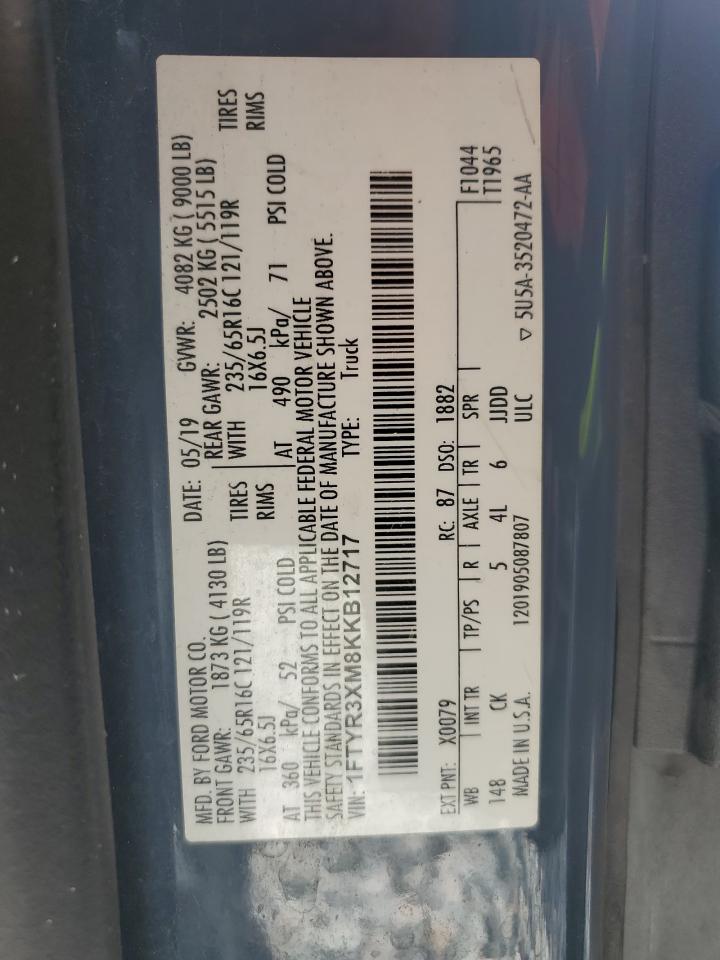 MFD. BY FORD MOTOR CO.
DATE: 05/19 GVWR: 4082 KG ( 9000 LB)
FRONT GAWR: 1873 KG ( 4130 LB) REAR GAWR: 2502 KG ( 5515 LB)
WITH 235/65R16C 121/119R TIRES WITH 235/65R16C 121/119R TIRES
16X6.5J RIMS 16X6.5J RIMS
AT 360 kPa/ 52 PSI COLD AT 490 kPa/ 71 PSI COLD
THIS VEHICLE CONFORMS TO ALL APPLICABLE FEDERAL MOTOR VEHICLE
SAFETY STANDARDS IN EFFECT ON THE DATE OF MANUFACTURE SHOWN ABOVE.
VIN: 1FTYR3XM8KKB12717 TYPE: Truck
EXT PNT: X0079 RC: 87 DSO: 1882 F1044
WB INT TR TP/PS R AXLE TR SPR T1965
148 CK 5 4L 6 JJDD
MADE IN U.S.A. 1201905087807 ULC ▽ 5U5A-3520472-AA